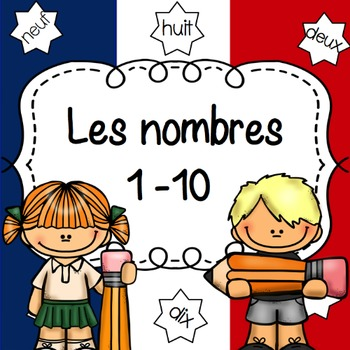 neuf
huit
deux
Les nombres
1-10
dix